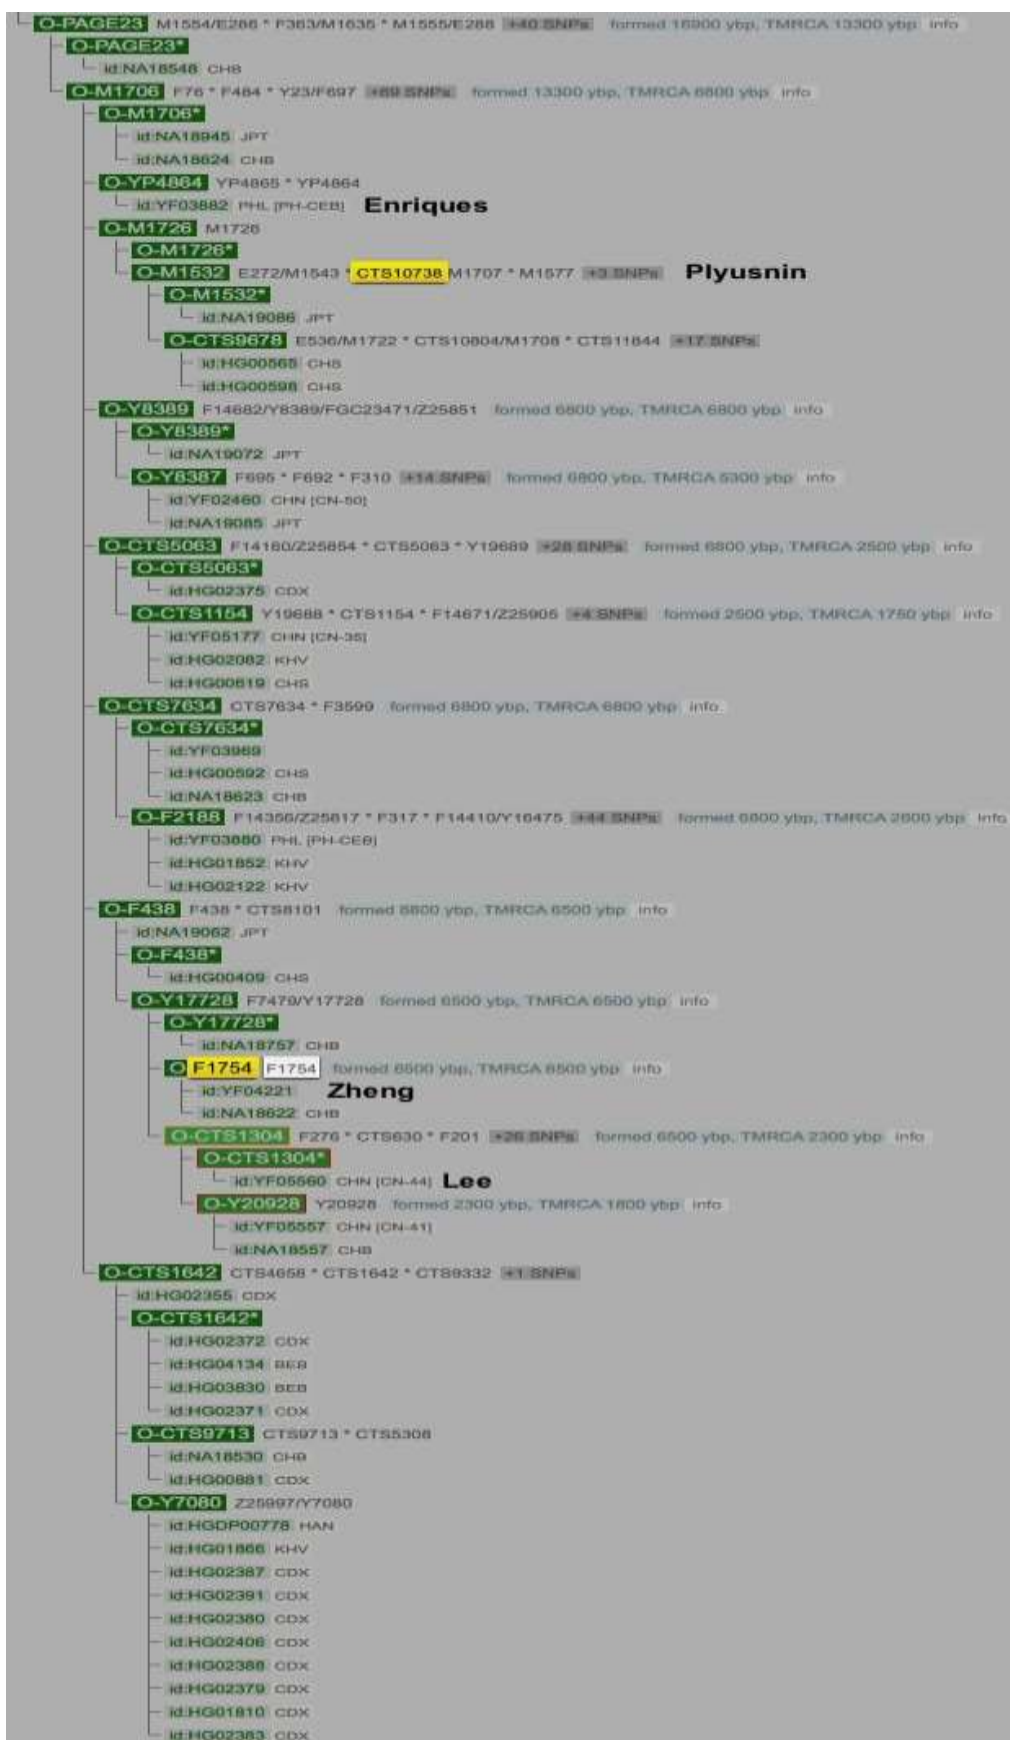 O-PAGE23 M1554/E286 * F363/M1635 * M1555/E288 +40 SNPs formed 16900 ybp, TMRCA 13300 ybp info
O-PAGE23*
id:NA18548 CHB
O-M1706 F76 * F484 * Y23/F697 +69 SNPs formed 13300 ybp, TMRCA 6800 ybp info
O-M1706*
id:NA18945 JPT
id:NA18624 CHB
O-YP4864 YP4865 * YP4864
id:YF03882 PHL [PH-CEB] Enriques
O-M1726 M1726
O-M1726*
O-M1532 E272/M1543 * CTS10738 M1707 * M1577 +3 SNPs Plyusnin
O-M1532*
id:NA19086 JPT
O-CTS9678 E536/M1722 * CTS10804/M1708 * CTS11644 +17 SNPs
id:HG00565 CHS
id:HG00598 CHS
O-Y8389 F14682/Y8389/FGC23471/Z25851 formed 6800 ybp, TMRCA 6800 ybp info
O-Y8389*
id:NA19072 JPT
O-Y8387 F695 * F692 * F310 +14 SNPs formed 6800 ybp, TMRCA 5300 ybp info
id:YF02460 CHN [CN-50]
id:NA19085 JPT
O-CTS5063 F14160/Z25854 * CTS5063 * Y19689 +28 SNPs formed 6800 ybp, TMRCA 2500 ybp info
O-CTS5063*
id:HG02375 CDX
O-CTS1154 Y19688 * CTS1154 * F14671/Z25905 +4 SNPs formed 2500 ybp, TMRCA 1750 ybp info
id:YF05177 CHN [CN-35]
id:HG02082 KHV
id:HG00619 CHS
O-CTS7634 CTS7634 * F3599 formed 6800 ybp, TMRCA 6800 ybp info
O-CTS7634*
id:YF03969
id:HG00592 CHS
id:NA18623 CHB
O-F2188 F14356/Z25817 * F317 * F14410/Y16475 +44 SNPs formed 6800 ybp, TMRCA 2600 ybp info
id:YF03880 PHL [PH-CEB]
id:HG01852 KHV
id:HG02122 KHV
O-F438 F438 * CTS8101 formed 6800 ybp, TMRCA 6500 ybp info
id:NA19062 JPT
O-F438*
id:HG00409 CHS
O-Y17728 F7479/Y17728 formed 6500 ybp, TMRCA 6500 ybp info
O-Y17728*
id:NA18757 CHB
O F1754 F1754 formed 6500 ybp, TMRCA 6500 ybp info
id:YF04221 Zheng
id:NA18622 CHB
O-CTS1304 F276 * CTS630 * F201 +26 SNPs formed 6500 ybp, TMRCA 2300 ybp info
O-CTS1304*
id:YF05560 CHN [CN-44] Lee
O-Y20928 Y20928 formed 2300 ybp, TMRCA 1800 ybp info
id:YF05557 CHN [CN-41]
id:NA18557 CHB
O-CTS1642 CTS4658 * CTS1642 * CTS9332 +1 SNPs
id:HG02355 CDX
O-CTS1642*
id:HG02372 CDX
id:HG04134 BEB
id:HG03830 BEB
id:HG02371 CDX
O-CTS9713 CTS9713 * CTS5308
id:NA18530 CHB
id:HG00881 CDX
O-Y7080 Z25997/Y7080
id:HGDP00778 HAN
id:HG01866 KHV
id:HG02387 CDX
id:HG02391 CDX
id:HG02380 CDX
id:HG02406 CDX
id:HG02388 CDX
id:HG02379 CDX
id:HG01810 CDX
id:HG02383 CDX